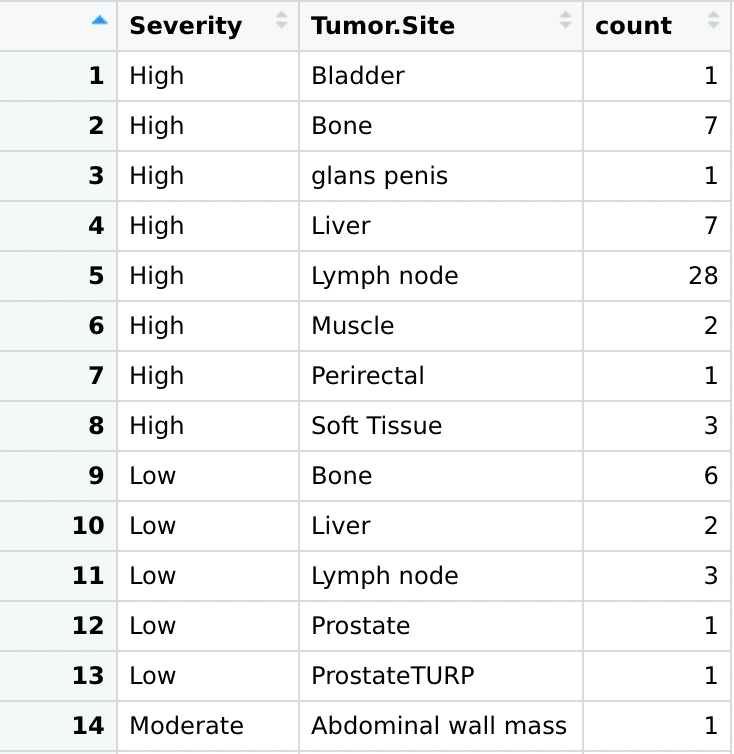 Severity Tumor.Site count
1 High Bladder 1
2 High Bone 7
3 High glans penis 1
4 High Liver 7
5 High Lymph node 28
6 High Muscle 2
7 High Perirectal 1
8 High Soft Tissue 3
9 Low Bone 6
10 Low Liver 2
11 Low Lymph node 3
12 Low Prostate 1
13 Low ProstateTURP 1
14 Moderate Abdominal wall mass 1